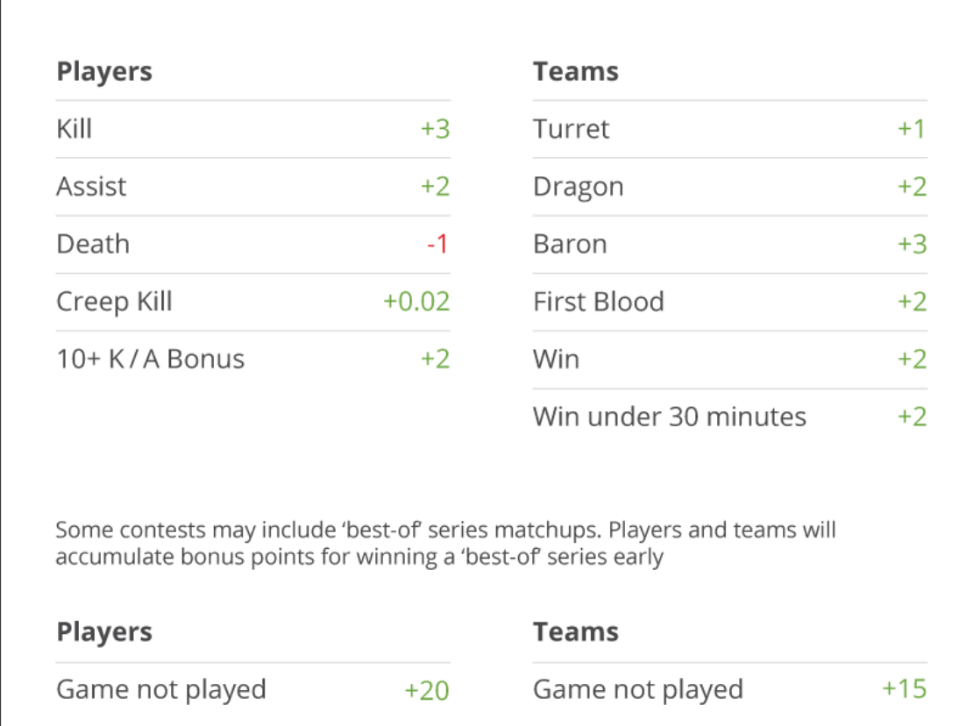 Players
Kill +3
Assist +2
Death -1
Creep Kill +0.02
10+ K / A Bonus +2
Teams
Turret +1
Dragon +2
Baron +3
First Blood +2
Win +2
Win under 30 minutes +2
Some contests may include ‘best-of’ series matchups. Players and teams will
accumulate bonus points for winning a ‘best-of’ series early
Players
Game not played +20
Teams
Game not played +15